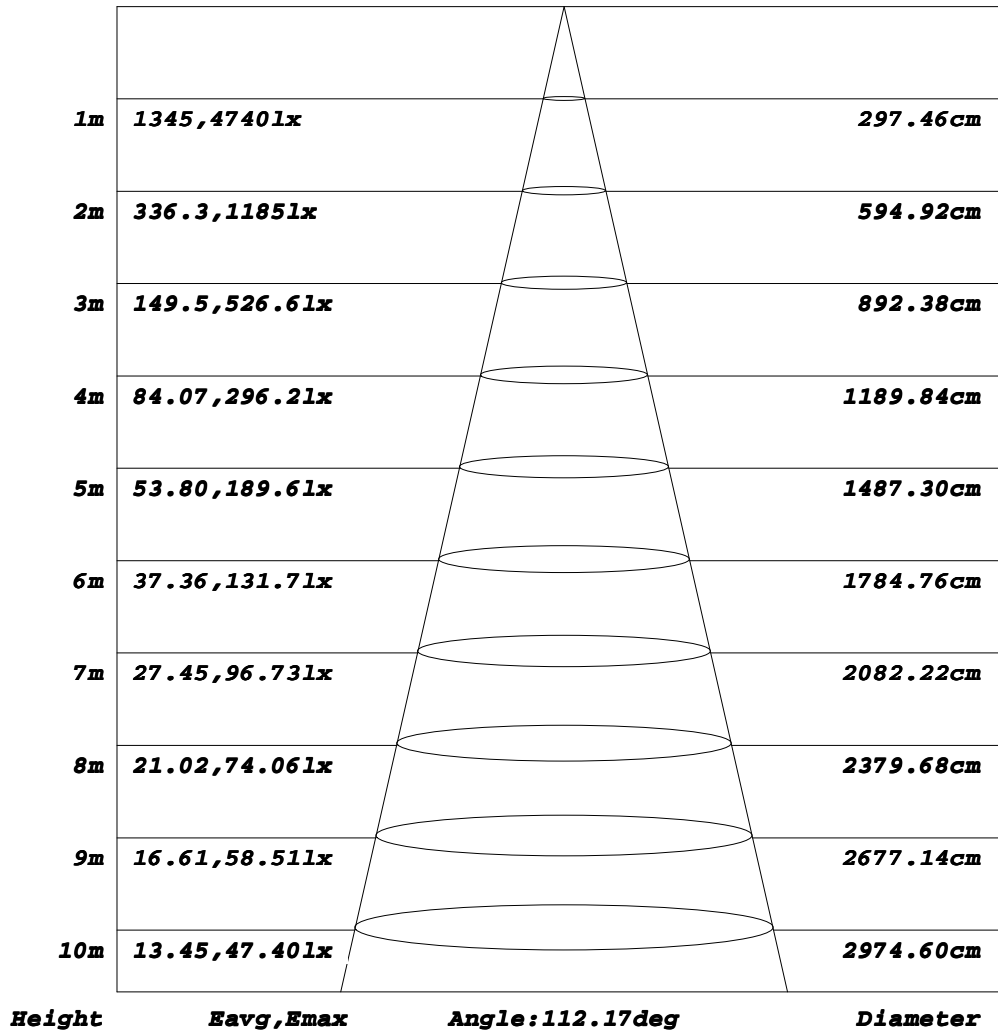 1m 1345,4740lx 297.46cm
2m 336.3,1185lx 594.92cm
3m 149.5,526.6lx 892.38cm
4m 84.07,296.2lx 1189.84cm
5m 53.80,189.6lx 1487.30cm
6m 37.36,131.7lx 1784.76cm
7m 27.45,96.73lx 2082.22cm
8m 21.02,74.06lx 2379.68cm
9m 16.61,58.51lx 2677.14cm
10m 13.45,47.40lx 2974.60cm
Height Eavg,Emax Angle:112.17deg Diameter